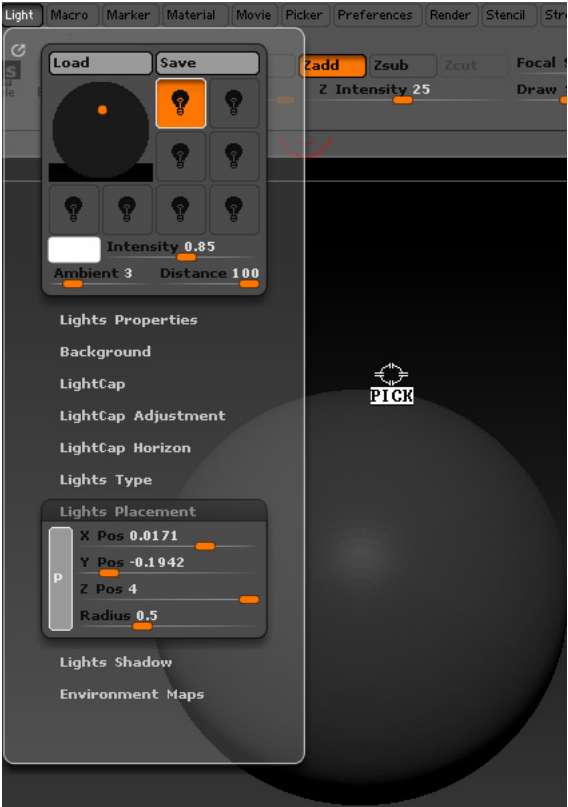 Light Macro Marker Material Movie Picker Preferences Render Stencil
Load Save
Zadd Zsub Zcut Focal S
Z Intensity 25 Draw
Intensity 0.85
Ambient 3 Distance 100
Lights Properties
Background
LightCap
LightCap Adjustment
LightCap Horizon
Lights Type
PICK
Lights Placement
X Pos 0.0171
Y Pos -0.1942
P
Z Pos 4
Radius 0.5
Lights Shadow
Environment Maps